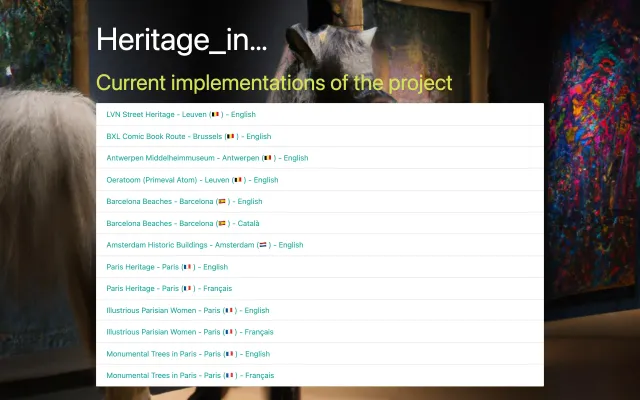 Heritage_in...
Current implementations of the project
LVN Street Heritage - Leuven (🇧🇪 ) - English
BXL Comic Book Route - Brussels (🇧🇪 ) - English
Antwerpen Middelheimmuseum - Antwerpen (🇧🇪 ) - English
Oeratoom (Primeval Atom) - Leuven (🇧🇪 ) - English
Barcelona Beaches - Barcelona (🇪🇸 ) - English
Barcelona Beaches - Barcelona (🇪🇸 ) - Català
Amsterdam Historic Buildings - Amsterdam (🇳🇱 ) - English
Paris Heritage - Paris (🇫🇷 ) - English
Paris Heritage - Paris (🇫🇷 ) - Français
Illustrious Parisian Women - Paris (🇫🇷 ) - English
Illustrious Parisian Women - Paris (🇫🇷 ) - Français
Monumental Trees in Paris - Paris (🇫🇷 ) - English
Monumental Trees in Paris - Paris (🇫🇷 ) - Français